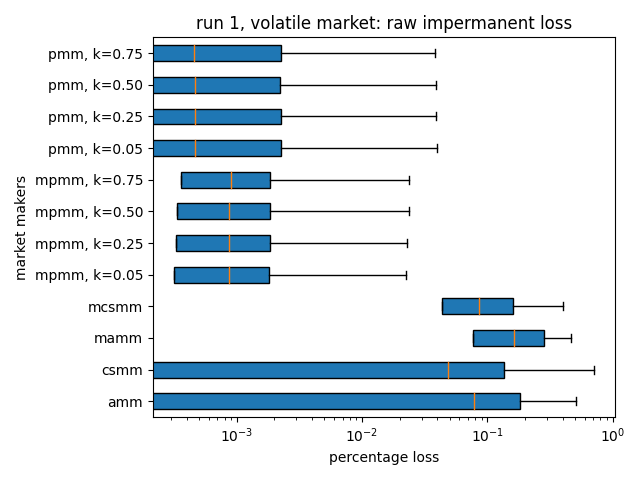 run 1, volatile market: raw impermanent loss
market makers
pmm, k=0.75
pmm, k=0.50
pmm, k=0.25
pmm, k=0.05
mpmm, k=0.75
mpmm, k=0.50
mpmm, k=0.25
mpmm, k=0.05
mcsmm
mamm
csmm
amm
10⁻³ 10⁻² 10⁻¹ 10⁰
percentage loss